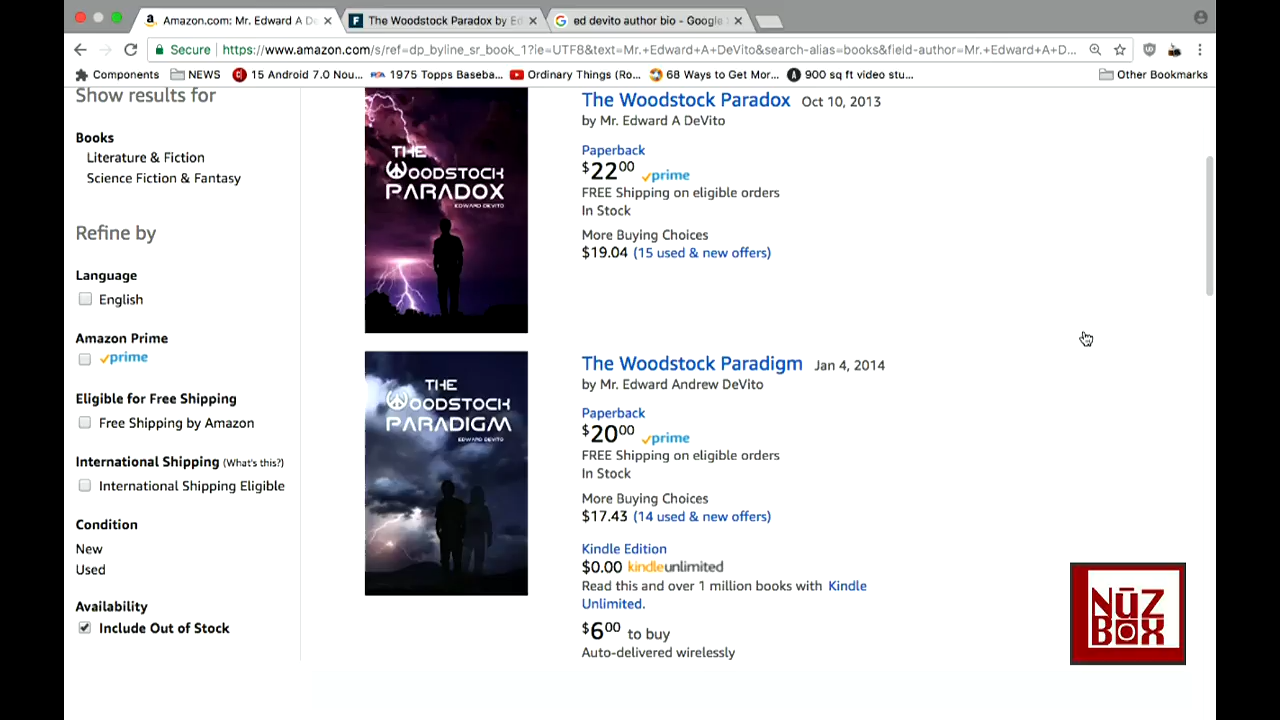 Amazon.com: Mr. Edward A De
The Woodstock Paradox by Ed
ed devito author bio - Google
Secure
https://www.amazon.com/s/ref=dp_byline_sr_book_1?ie=UTF8&text=Mr.+Edward+A+DeVito&search-alias=books&field-author=Mr.+Edward+A+D...
Components
NEWS
15 Android 7.0 Nou...
1975 Topps Baseba...
Ordinary Things (Ro...
68 Ways to Get Mor...
900 sq ft video stu...
Other Bookmarks
Show results for
Books
Literature & Fiction
Science Fiction & Fantasy
Refine by
Language
English
Amazon Prime
prime
Eligible for Free Shipping
Free Shipping by Amazon
International Shipping (What's this?)
International Shipping Eligible
Condition
New
Used
Availability
Include Out of Stock
THE
WOODSTOCK
PARADOX
EDWARD DEVITO
The Woodstock Paradox Oct 10, 2013
by Mr. Edward A DeVito
Paperback
$2200 prime
FREE Shipping on eligible orders
In Stock
More Buying Choices
$19.04 (15 used & new offers)
THE
WOODSTOCK
PARADIGM
EDWARD DEVITO
The Woodstock Paradigm Jan 4, 2014
by Mr. Edward Andrew DeVito
Paperback
$2000 prime
FREE Shipping on eligible orders
In Stock
More Buying Choices
$17.43 (14 used & new offers)
Kindle Edition
$0.00 kindleunlimited
Read this and over 1 million books with Kindle
Unlimited.
$600 to buy
Auto-delivered wirelessly
NŪZ
BOX